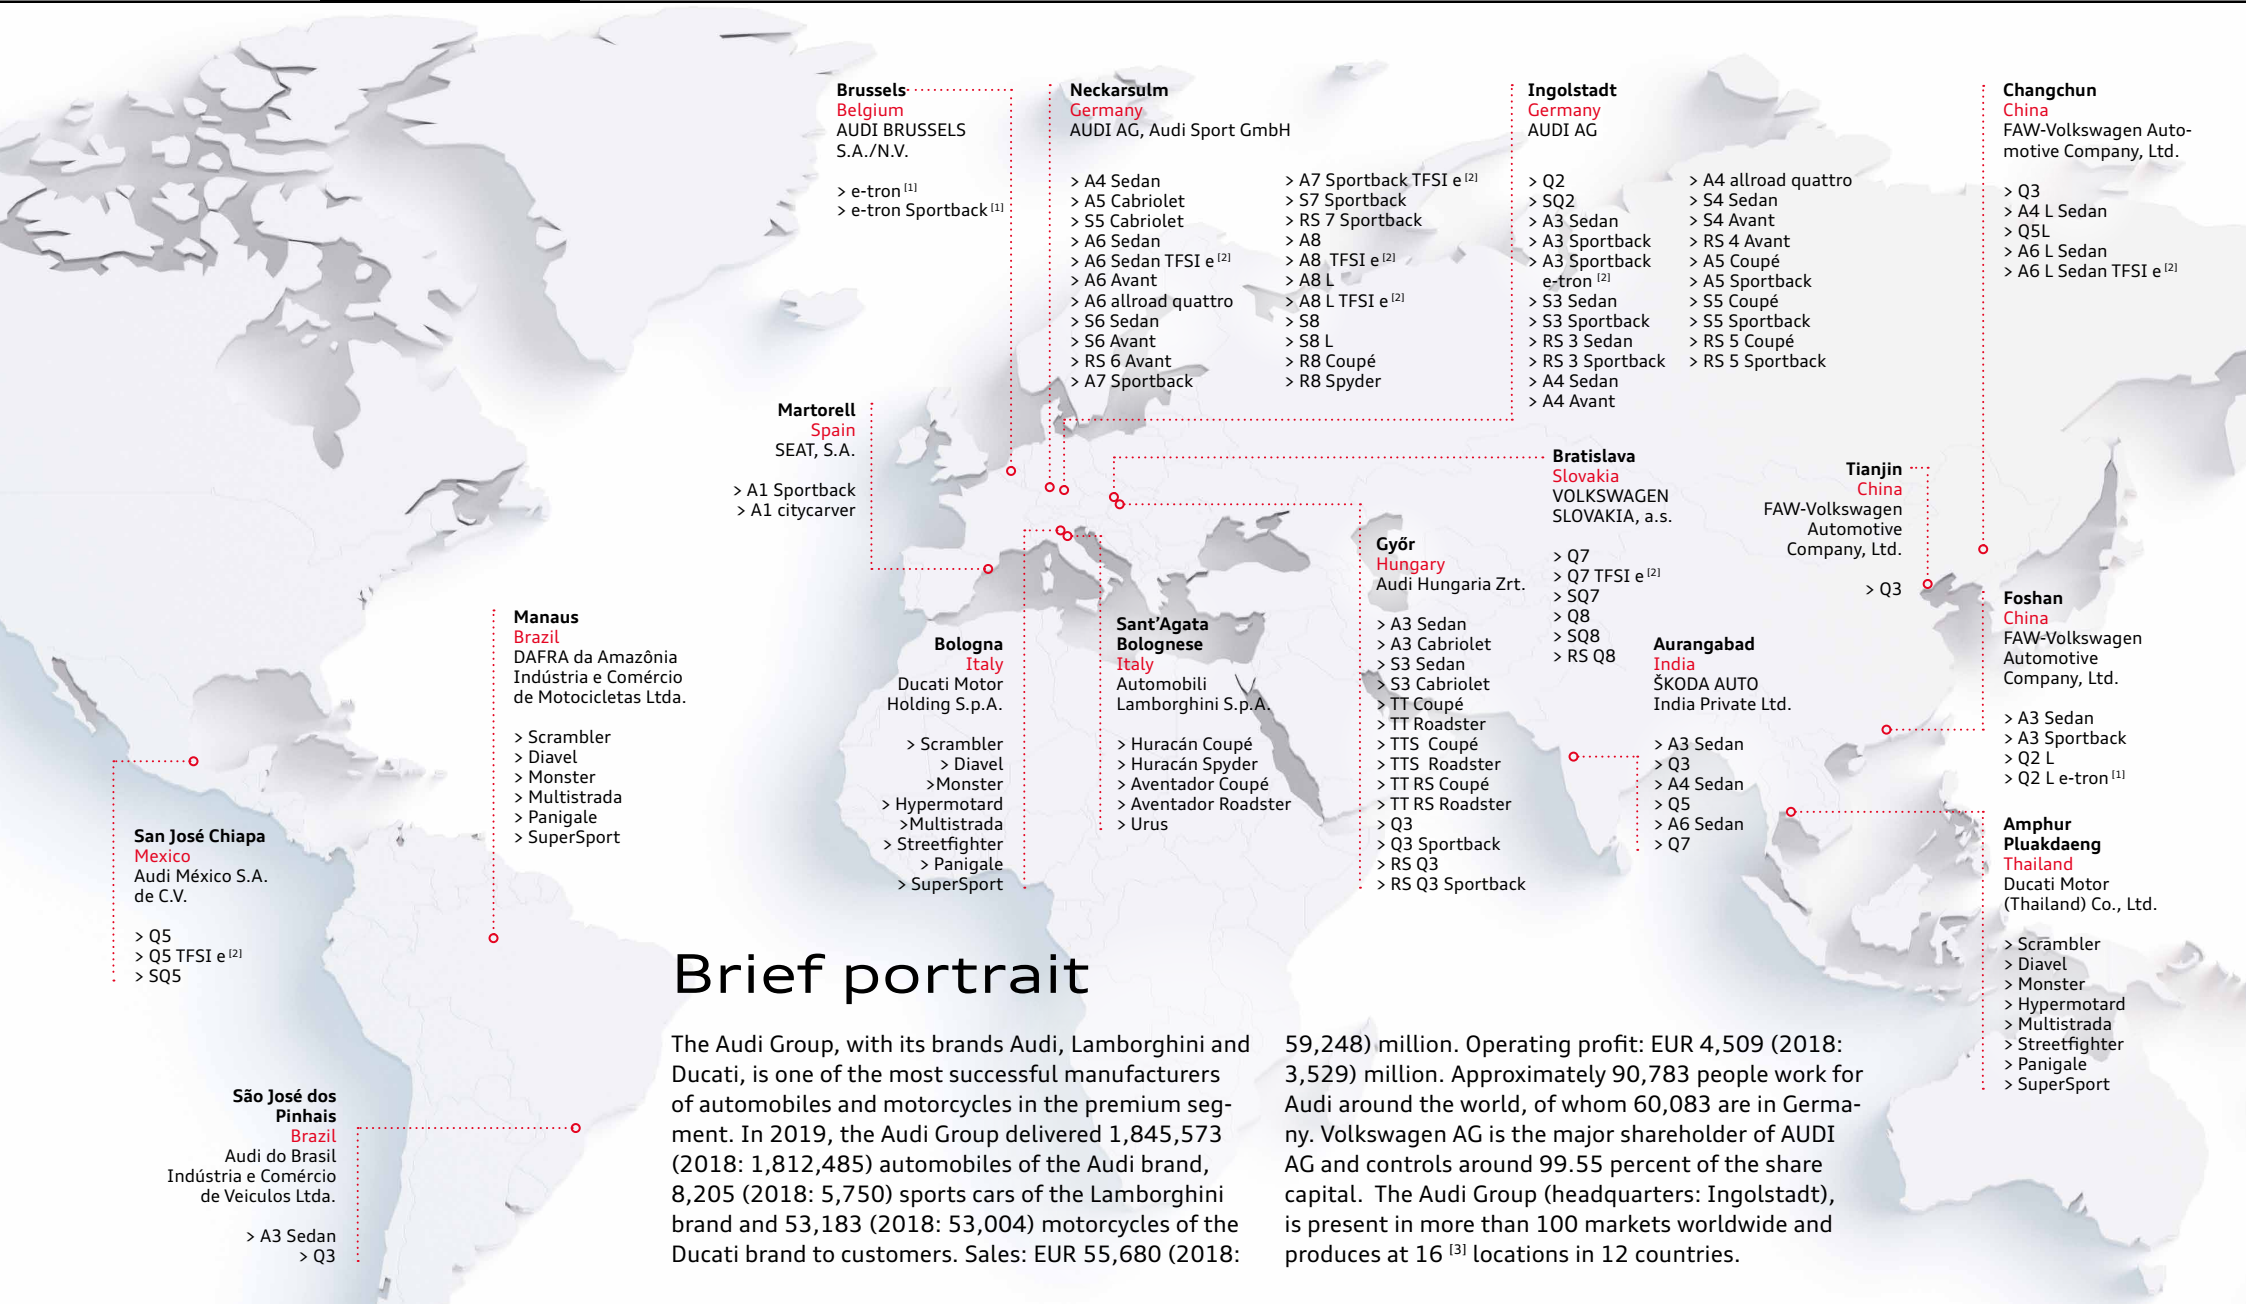 Brussels
Belgium
AUDI BRUSSELS
S.A./N.V.
> e-tron [1]
> e-tron Sportback [1]
Neckarsulm
Germany
AUDI AG, Audi Sport GmbH
> A4 Sedan
> A5 Cabriolet
> S5 Cabriolet
> A6 Sedan
> A6 Sedan TFSI e [2]
> A6 Avant
> A6 allroad quattro
> S6 Sedan
> S6 Avant
> RS 6 Avant
> A7 Sportback
> A7 Sportback TFSI e [2]
> S7 Sportback
> RS 7 Sportback
> A8
> A8 TFSI e [2]
> A8 L
> A8 L TFSI e [2]
> S8
> S8 L
> R8 Coupé
> R8 Spyder
Ingolstadt
Germany
AUDI AG
> Q2
> SQ2
> A3 Sedan
> A3 Sportback
> A3 Sportback
e-tron [2]
> S3 Sedan
> S3 Sportback
> RS 3 Sedan
> RS 3 Sportback
> A4 Sedan
> A4 Avant
> A4 allroad quattro
> S4 Sedan
> S4 Avant
> RS 4 Avant
> A5 Coupé
> A5 Sportback
> S5 Coupé
> S5 Sportback
> RS 5 Coupé
> RS 5 Sportback
Changchun
China
FAW-Volkswagen Auto-
motive Company, Ltd.
> Q3
> A4 L Sedan
> Q5L
> A6 L Sedan
> A6 L Sedan TFSI e [2]
Martorell
Spain
SEAT, S.A.
> A1 Sportback
> A1 citycarver
Bratislava
Slovakia
VOLKSWAGEN
SLOVAKIA, a.s.
> Q7
> Q7 TFSI e [2]
> SQ7
> Q8
> SQ8
> RS Q8
Tianjin
China
FAW-Volkswagen
Automotive
Company, Ltd.
> Q3
Győr
Hungary
Audi Hungaria Zrt.
> A3 Sedan
> A3 Cabriolet
> S3 Sedan
> S3 Cabriolet
> TT Coupé
> TT Roadster
> TTS Coupé
> TTS Roadster
> TT RS Coupé
> TT RS Roadster
> Q3
> Q3 Sportback
> RS Q3
> RS Q3 Sportback
Foshan
China
FAW-Volkswagen
Automotive
Company, Ltd.
> A3 Sedan
> A3 Sportback
> Q2 L
> Q2 L e-tron [1]
Manaus
Brazil
DAFRA da Amazônia
Indústria e Comércio
de Motocicletas Ltda.
> Scrambler
> Diavel
> Monster
> Multistrada
> Panigale
> SuperSport
Bologna
Italy
Ducati Motor
Holding S.p.A.
> Scrambler
> Diavel
>Monster
> Hypermotard
>Multistrada
> Streetfighter
> Panigale
> SuperSport
Sant’Agata
Bolognese
Italy
Automobili
Lamborghini S.p.A.
> Huracán Coupé
> Huracán Spyder
> Aventador Coupé
> Aventador Roadster
> Urus
Aurangabad
India
ŠKODA AUTO
India Private Ltd.
> A3 Sedan
> Q3
> A4 Sedan
> Q5
> A6 Sedan
> Q7
San José Chiapa
Mexico
Audi México S.A.
de C.V.
> Q5
> Q5 TFSI e [2]
> SQ5
Amphur
Pluakdaeng
Thailand
Ducati Motor
(Thailand) Co., Ltd.
> Scrambler
> Diavel
> Monster
> Hypermotard
> Multistrada
> Streetfighter
> Panigale
> SuperSport
São José dos
Pinhais
Brazil
Audi do Brasil
Indústria e Comércio
de Veiculos Ltda.
> A3 Sedan
> Q3
Brief portrait
The Audi Group, with its brands Audi, Lamborghini and
Ducati, is one of the most successful manufacturers
of automobiles and motorcycles in the premium seg-
ment. In 2019, the Audi Group delivered 1,845,573
(2018: 1,812,485) automobiles of the Audi brand,
8,205 (2018: 5,750) sports cars of the Lamborghini
brand and 53,183 (2018: 53,004) motorcycles of the
Ducati brand to customers. Sales: EUR 55,680 (2018:
59,248) million. Operating profit: EUR 4,509 (2018:
3,529) million. Approximately 90,783 people work for
Audi around the world, of whom 60,083 are in Germa-
ny. Volkswagen AG is the major shareholder of AUDI
AG and controls around 99.55 percent of the share
capital. The Audi Group (headquarters: Ingolstadt),
is present in more than 100 markets worldwide and
produces at 16 [3] locations in 12 countries.